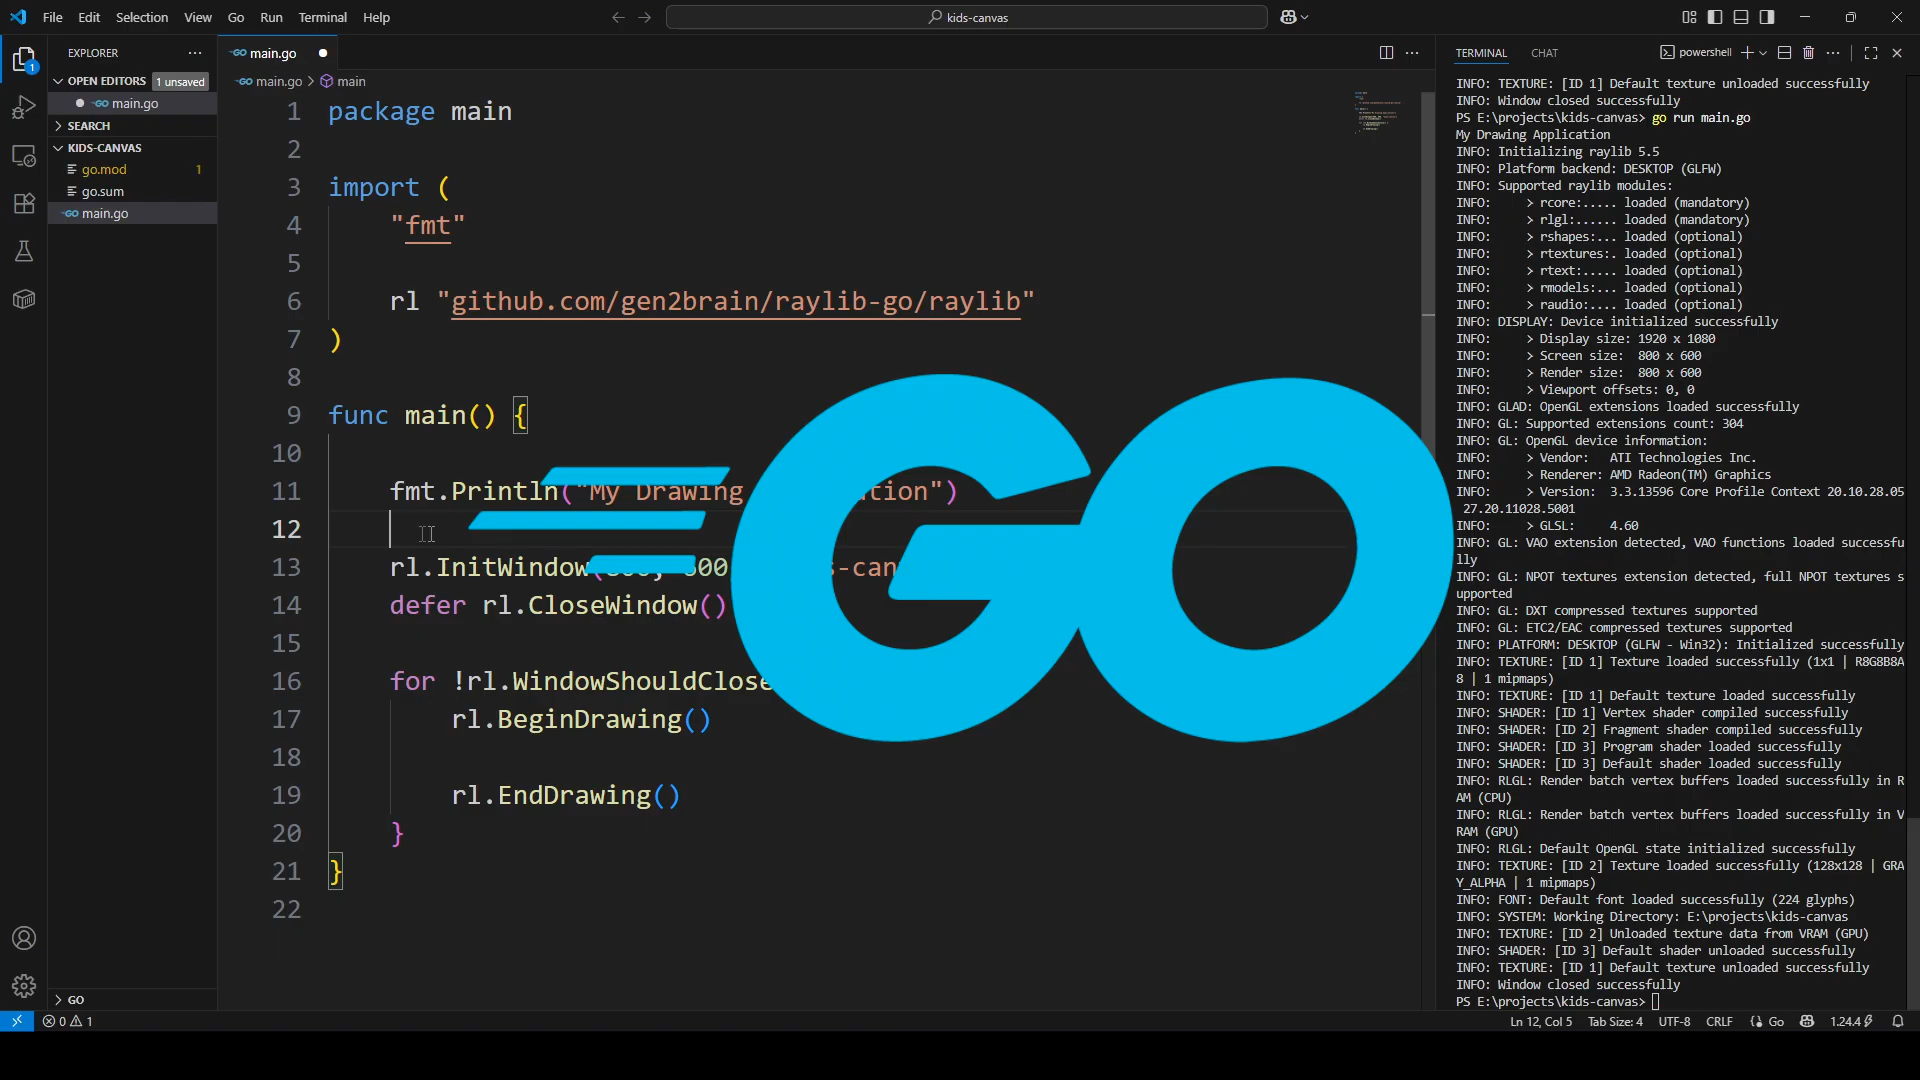 File Edit Selection View Go Run Terminal Help
kids-canvas
EXPLORER
OPEN EDITORS 1 unsaved
main.go
SEARCH
KIDS-CANVAS
go.mod 1
go.sum
main.go
GO
1
main.go
main.go > main
1 package main
2
3 import (
4 "fmt"
5
6 rl "github.com/gen2brain/raylib-go/raylib"
7 )
8
9 func main() {
10
11 fmt.Println("My Drawing tion")
12
13 rl.InitWindow( 600 s-can
14 defer rl.CloseWindow()
15
16 for !rl.WindowShouldClose
17 rl.BeginDrawing()
18
19 rl.EndDrawing()
20 }
21 }
22
GO
TERMINAL CHAT powershell
INFO: TEXTURE: [ID 1] Default texture unloaded successfully
INFO: Window closed successfully
PS E:\projects\kids-canvas> go run main.go
My Drawing Application
INFO: Initializing raylib 5.5
INFO: Platform backend: DESKTOP (GLFW)
INFO: Supported raylib modules:
INFO: > rcore:..... loaded (mandatory)
INFO: > rlgl:...... loaded (mandatory)
INFO: > rshapes:... loaded (optional)
INFO: > rtextures:. loaded (optional)
INFO: > rtext:..... loaded (optional)
INFO: > rmodels:... loaded (optional)
INFO: > raudio:.... loaded (optional)
INFO: DISPLAY: Device initialized successfully
INFO: > Display size: 1920 x 1080
INFO: > Screen size: 800 x 600
INFO: > Render size: 800 x 600
INFO: > Viewport offsets: 0, 0
INFO: GLAD: OpenGL extensions loaded successfully
INFO: GL: Supported extensions count: 304
INFO: GL: OpenGL device information:
INFO: > Vendor: ATI Technologies Inc.
INFO: > Renderer: AMD Radeon(TM) Graphics
INFO: > Version: 3.3.13596 Core Profile Context 20.10.28.05
27.20.11028.5001
INFO: > GLSL: 4.60
INFO: GL: VAO extension detected, VAO functions loaded successfu
lly
INFO: GL: NPOT textures extension detected, full NPOT textures s
upported
INFO: GL: DXT compressed textures supported
INFO: GL: ETC2/EAC compressed textures supported
INFO: PLATFORM: DESKTOP (GLFW - Win32): Initialized successfully
INFO: TEXTURE: [ID 1] Texture loaded successfully (1x1 | R8G8B8A
8 | 1 mipmaps)
INFO: TEXTURE: [ID 1] Default texture loaded successfully
INFO: SHADER: [ID 1] Vertex shader compiled successfully
INFO: SHADER: [ID 2] Fragment shader compiled successfully
INFO: SHADER: [ID 3] Program shader loaded successfully
INFO: SHADER: [ID 3] Default shader loaded successfully
INFO: RLGL: Render batch vertex buffers loaded successfully in R
AM (CPU)
INFO: RLGL: Render batch vertex buffers loaded successfully in V
RAM (GPU)
INFO: RLGL: Default OpenGL state initialized successfully
INFO: TEXTURE: [ID 2] Texture loaded successfully (128x128 | GRA
Y_ALPHA | 1 mipmaps)
INFO: FONT: Default font loaded successfully (224 glyphs)
INFO: SYSTEM: Working Directory: E:\projects\kids-canvas
INFO: TEXTURE: [ID 2] Unloaded texture data from VRAM (GPU)
INFO: SHADER: [ID 3] Default shader unloaded successfully
INFO: TEXTURE: [ID 1] Default texture unloaded successfully
INFO: Window closed successfully
PS E:\projects\kids-canvas>
0 1 Ln 12, Col 5 Tab Size: 4 UTF-8 CRLF Go 1.24.4